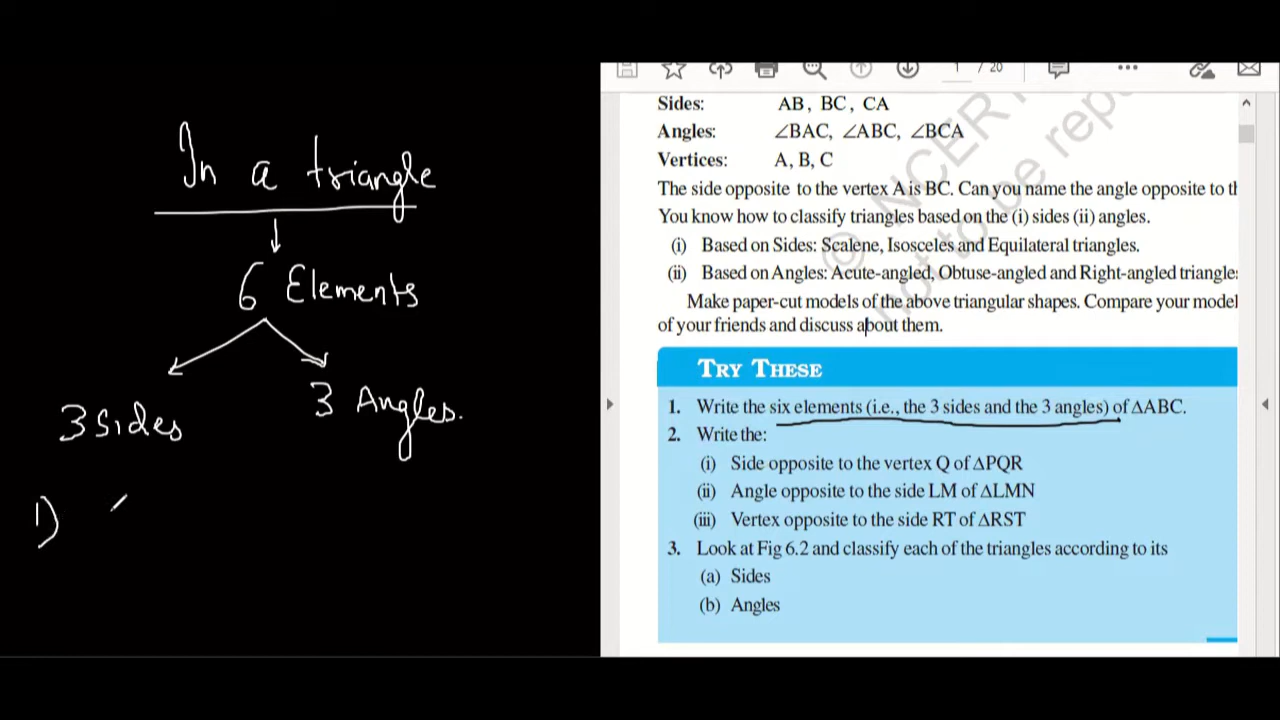 In a triangle
6 Elements
3 Sides
3 Angles.
1)
1 / 20
Sides: AB, BC, CA
Angles: ∠BAC, ∠ABC, ∠BCA
Vertices: A, B, C
The side opposite to the vertex A is BC. Can you name the angle opposite to th
You know how to classify triangles based on the (i) sides (ii) angles.
(i) Based on Sides: Scalene, Isosceles and Equilateral triangles.
(ii) Based on Angles: Acute-angled, Obtuse-angled and Right-angled triangle
Make paper-cut models of the above triangular shapes. Compare your model
of your friends and discuss about them.
TRY THESE
1. Write the six elements (i.e., the 3 sides and the 3 angles) of ΔABC.
2. Write the:
(i) Side opposite to the vertex Q of ΔPQR
(ii) Angle opposite to the side LM of ΔLMN
(iii) Vertex opposite to the side RT of ΔRST
3. Look at Fig 6.2 and classify each of the triangles according to its
(a) Sides
(b) Angles
© NCERT
not to be repu